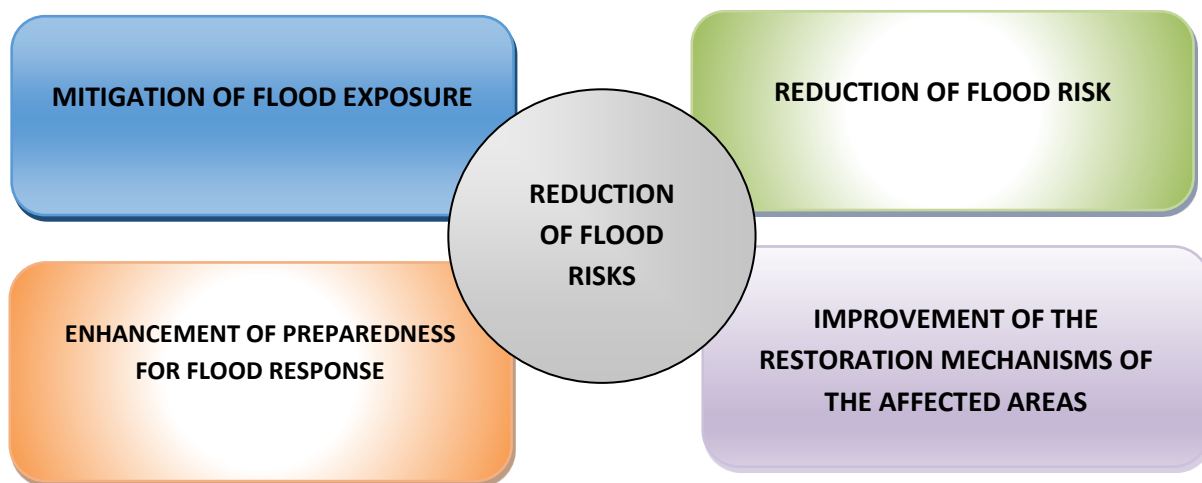 MITIGATION OF FLOOD EXPOSURE
REDUCTION OF FLOOD RISK
REDUCTION
OF FLOOD
RISKS
ENHANCEMENT OF PREPAREDNESS
FOR FLOOD RESPONSE
IMPROVEMENT OF THE
RESTORATION MECHANISMS OF
THE AFFECTED AREAS